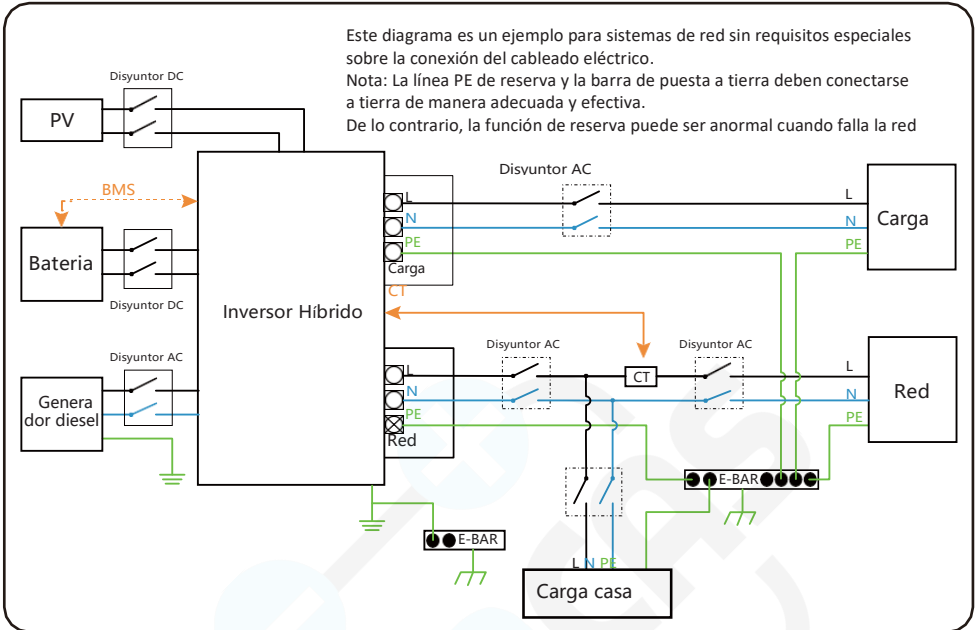 Este diagrama es un ejemplo para sistemas de red sin requisitos especiales
sobre la conexión del cableado eléctrico.
Nota: La línea PE de reserva y la barra de puesta a tierra deben conectarse
a tierra de manera adecuada y efectiva.
De lo contrario, la función de reserva puede ser anormal cuando falla la red
Disyuntor DC
PV
BMS
Bateria
Disyuntor DC
Disyuntor AC
Genera
dor diesel
Inversor Híbrido
L
N
PE
Carga
CT
Disyuntor AC
L
N
PE
Carga
L
N
PE
Red
Disyuntor AC
CT
Disyuntor AC
L
N
PE
Red
E-BAR
E-BAR
L N PE
Carga casa